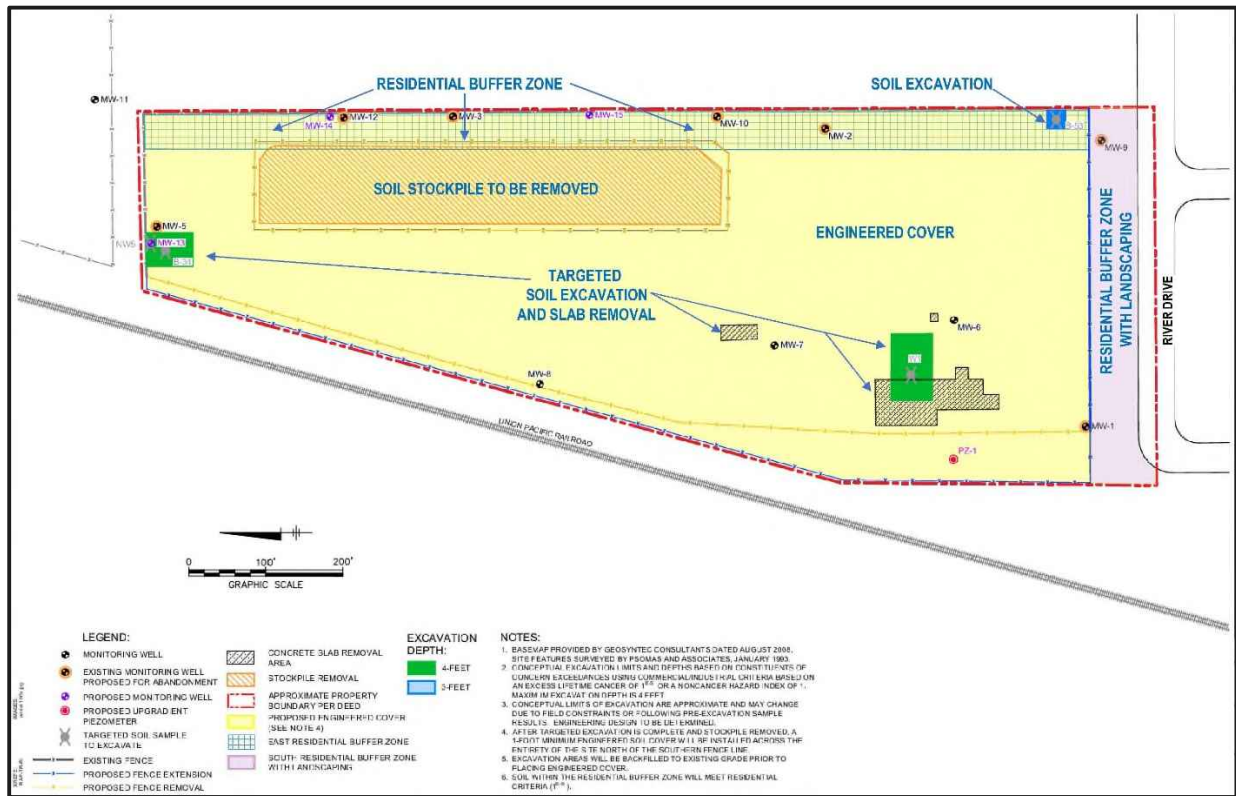 RESIDENTIAL BUFFER ZONE
SOIL EXCAVATION
MW-11
MW-14
MW-12
MW-3
MW-15
MW-10
MW-2
MW-9
SOIL STOCKPILE TO BE REMOVED
MW-5
MW-13
ENGINEERED COVER
TARGETED
SOIL EXCAVATION
AND SLAB REMOVAL
MW-6
MW-7
MW-8
MW-1
PZ-1
UNION PACIFIC RAILROAD
RESIDENTIAL BUFFER ZONE
WITH LANDSCAPING
RIVER DRIVE
0 100' 200'
GRAPHIC SCALE
LEGEND:
MONITORING WELL
EXISTING MONITORING WELL
PROPOSED FOR ABANDONMENT
PROPOSED MONITORING WELL
PROPOSED UPGRADIENT
PIEZOMETER
TARGETED SOIL SAMPLE
TO EXCAVATE
EXISTING FENCE
PROPOSED FENCE EXTENSION
PROPOSED FENCE REMOVAL
CONCRETE SLAB REMOVAL
AREA
STOCKPILE REMOVAL
APPROXIMATE PROPERTY
BOUNDARY PER DEED
PROPOSED ENGINEERED COVER
(SEE NOTE 4)
EAST RESIDENTIAL BUFFER ZONE
SOUTH RESIDENTIAL BUFFER ZONE
WITH LANDSCAPING
EXCAVATION
DEPTH:
4-FEET
NOTES:
1. BASEMAP PROVIDED BY GEOSYNTEC CONSULTANTS DATED AUGUST 2008.
SITE FEATURES SURVEYED BY PSOMAS AND ASSOCIATES, JANUARY 1993.
2. CONCEPTUAL EXCAVATION LIMITS AND DEPTHS BASED ON CONSTITUENTS OF
CONCERN EXCEEDANCES USING COMMERCIAL/INDUSTRIAL CRITERIA BASED ON
AN EXCESS LIFETIME CANCER OF OR A NONCANCER HAZARD INDEX OF 1.
MAXIMUM EXCAVATION DEPTH IS 4 FEET
3. CONCEPTUAL LIMITS OF EXCAVATION ARE APPROXIMATE AND MAY CHANGE
DUE TO FIELD CONSTRAINTS OR FOLLOWING PRE-EXCAVATION SAMPLE
RESULTS. ENGINEERING DESIGN TO BE DETERMINED.
4. AFTER TARGETED EXCAVATION IS COMPLETE AND STOCKPILE REMOVED, A
1-FOOT MINIMUM ENGINEERED SOIL COVER WILL BE INSTALLED ACROSS THE
ENTIRETY OF THE SITE NORTH OF THE SOUTHERN FENCE LINE.
5. EXCAVATION AREAS WILL BE BACKFILLED TO EXISTING GRADE PRIOR TO
PLACING ENGINEERED COVER.
6. SOIL WITHIN THE RESIDENTIAL BUFFER ZONE WILL MEET RESIDENTIAL
CRITERIA